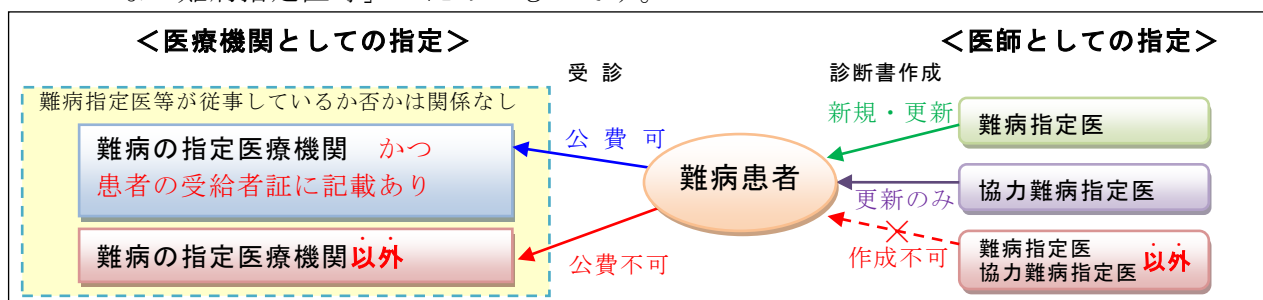 ＜医療機関としての指定＞
＜医師としての指定＞
受 診
診断書作成
難病指定医等が従事しているか否かは関係なし
難病の指定医療機関　かつ
患者の受給者証に記載あり
難病の指定医療機関以外
公 費 可
公費不可
難病患者
新規・更新
更新のみ
作成不可
難病指定医
協力難病指定医
難病指定医
協力難病指定医 以外